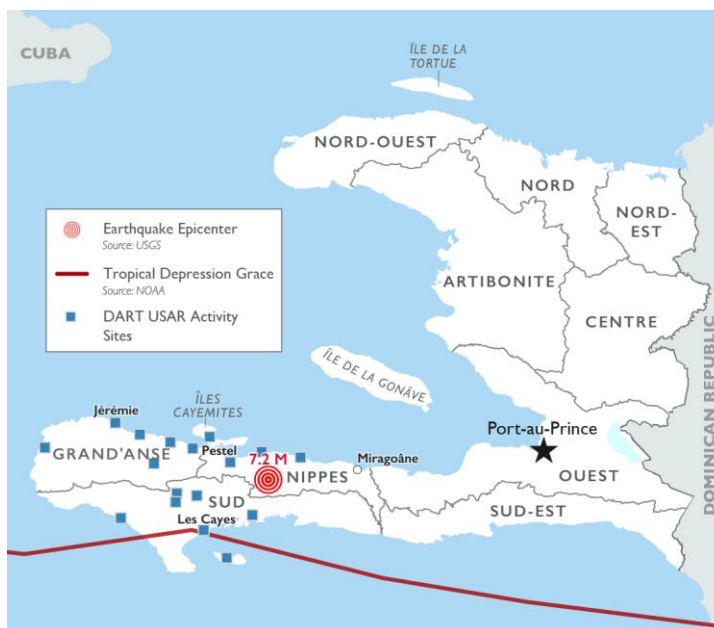 CUBA
ÎLE DE LA
TORTUE
NORD-OUEST
NORD
NORD-
EST
Earthquake Epicenter
Source: USGS
Tropical Depression Grace
Source: NOAA
DART USAR Activity
Sites
ARTIBONITE
CENTRE
DOMINICAN REPUBLIC
ÎLE DE LA GONÂVE
ÎLES
CAYEMITES
Jérémie
Port-au-Prince
GRAND'ANSE
Pestel
7.2 M
Miragoâne
NIPPES
OUEST
SUD
SUD-EST
Les Cayes